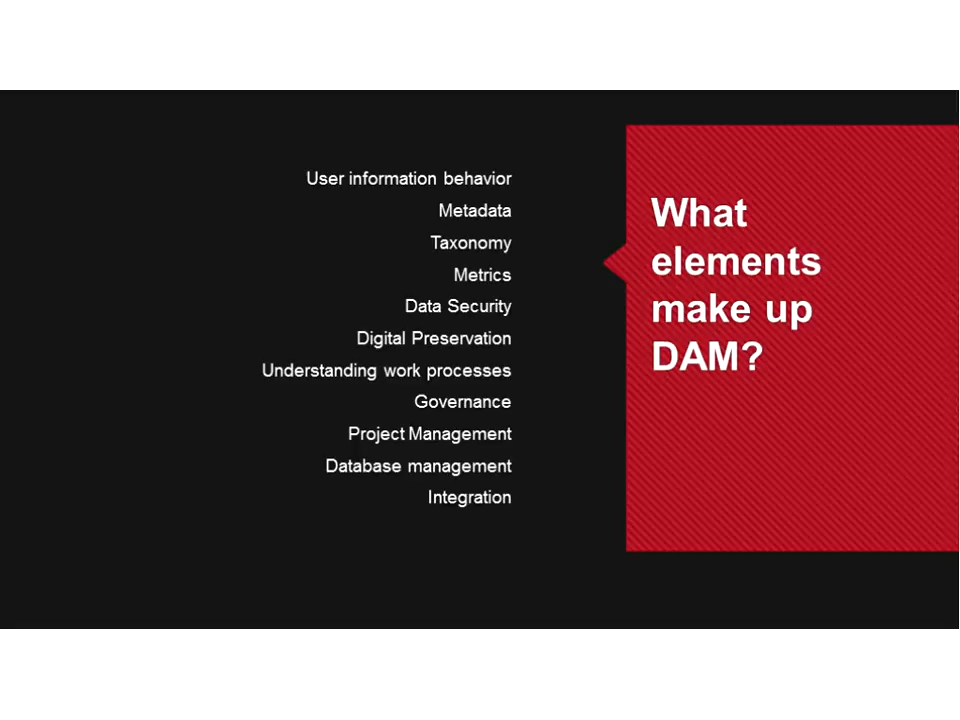 What
elements
make up
DAM?
User information behavior
Metadata
Taxonomy
Metrics
Data Security
Digital Preservation
Understanding work processes
Governance
Project Management
Database management
Integration